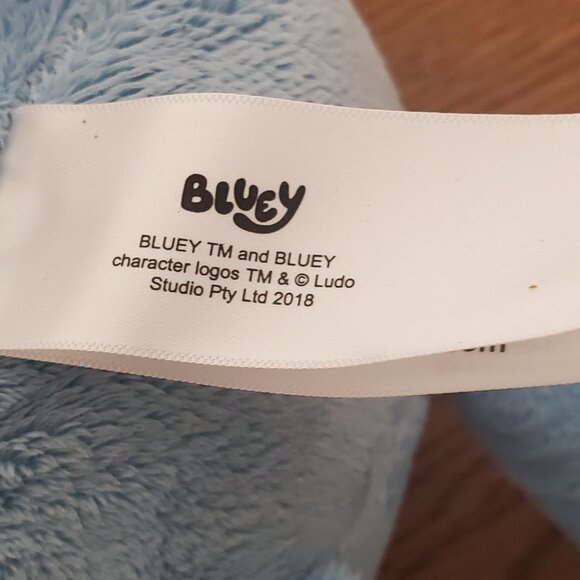 BLUEY
BLUEY TM and BLUEY
character logos TM & © Ludo
Studio Pty Ltd 2018